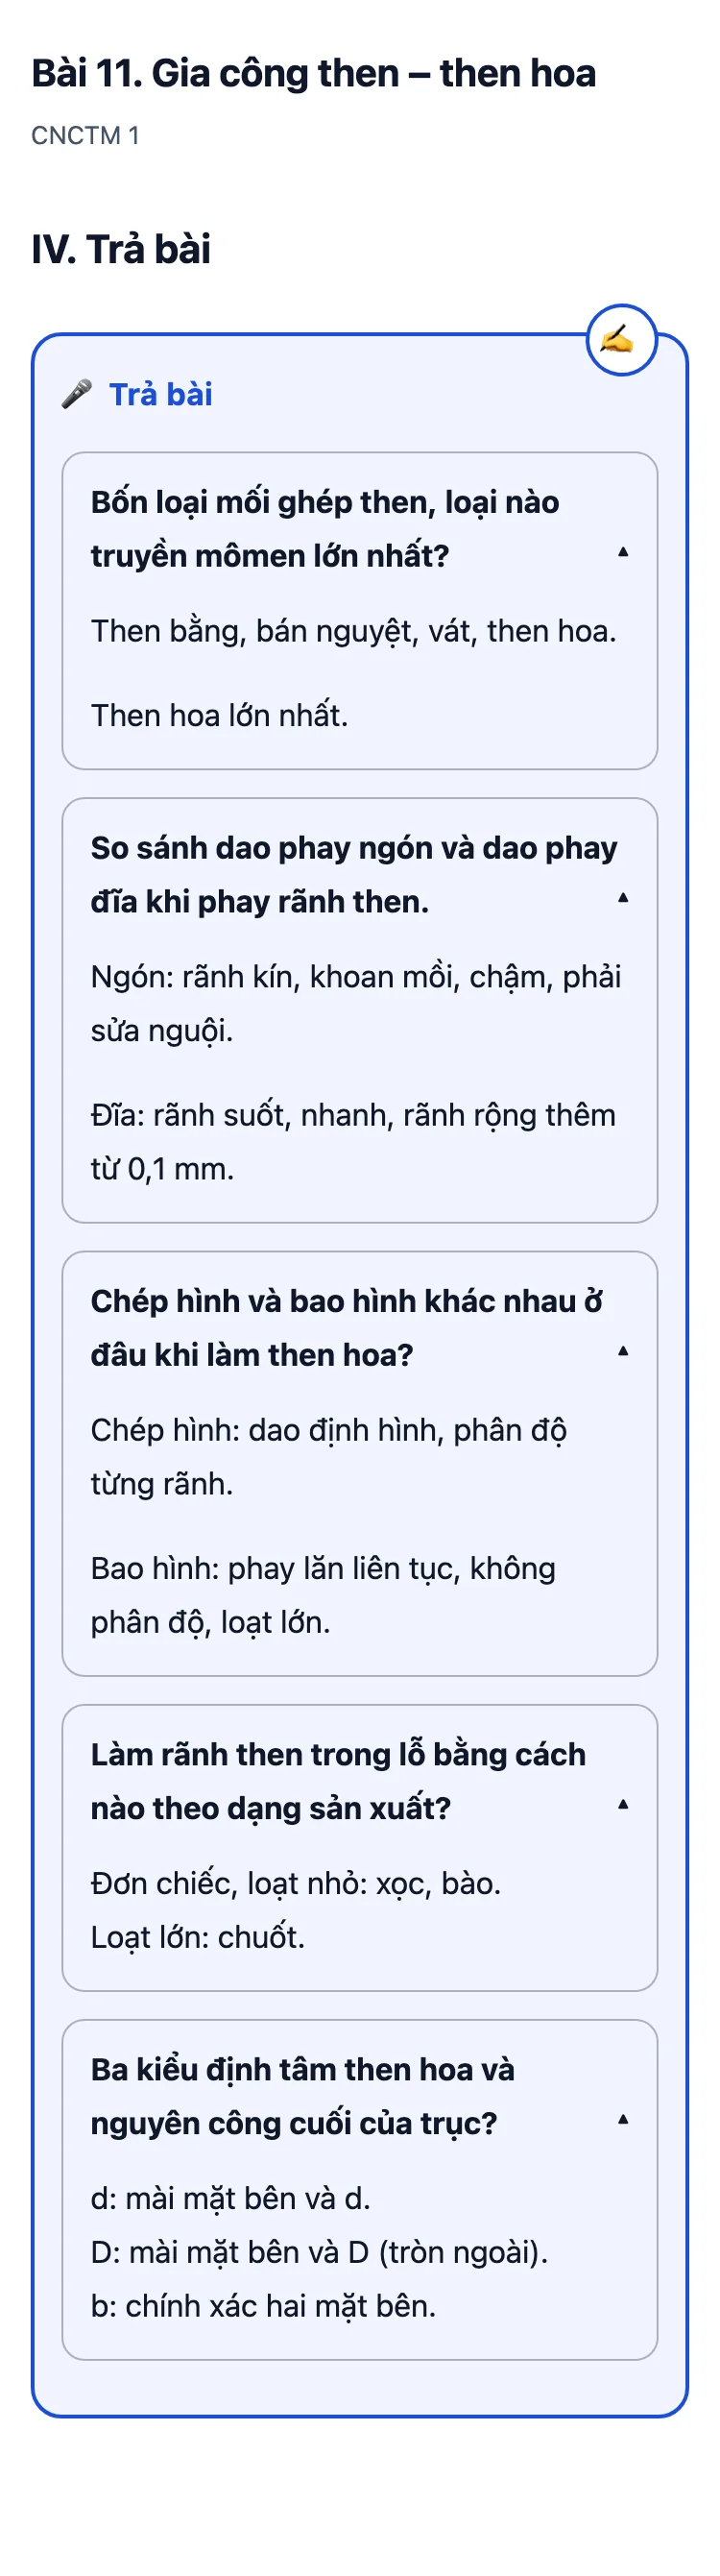 Bài 11. Gia công then – then hoa
CNCTM 1
IV. Trả bài
Trả bài
Bốn loại mối ghép then, loại nào
truyền mômen lớn nhất?
Then bằng, bán nguyệt, vát, then hoa.
Then hoa lớn nhất.
So sánh dao phay ngón và dao phay
đĩa khi phay rãnh then.
Ngón: rãnh kín, khoan mồi, chậm, phải
sửa nguội.
Đĩa: rãnh suốt, nhanh, rãnh rộng thêm
từ 0,1 mm.
Chép hình và bao hình khác nhau ở
đâu khi làm then hoa?
Chép hình: dao định hình, phân độ
từng rãnh.
Bao hình: phay lăn liên tục, không
phân độ, loạt lớn.
Làm rãnh then trong lỗ bằng cách
nào theo dạng sản xuất?
Đơn chiếc, loạt nhỏ: xọc, bào.
Loạt lớn: chuốt.
Ba kiểu định tâm then hoa và
nguyên công cuối của trục?
d: mài mặt bên và d.
D: mài mặt bên và D (tròn ngoài).
b: chính xác hai mặt bên.